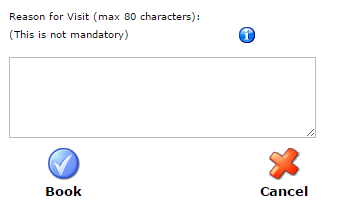 Reason for Visit (max 80 characters):
(This is not mandatory)
i
Book
Cancel